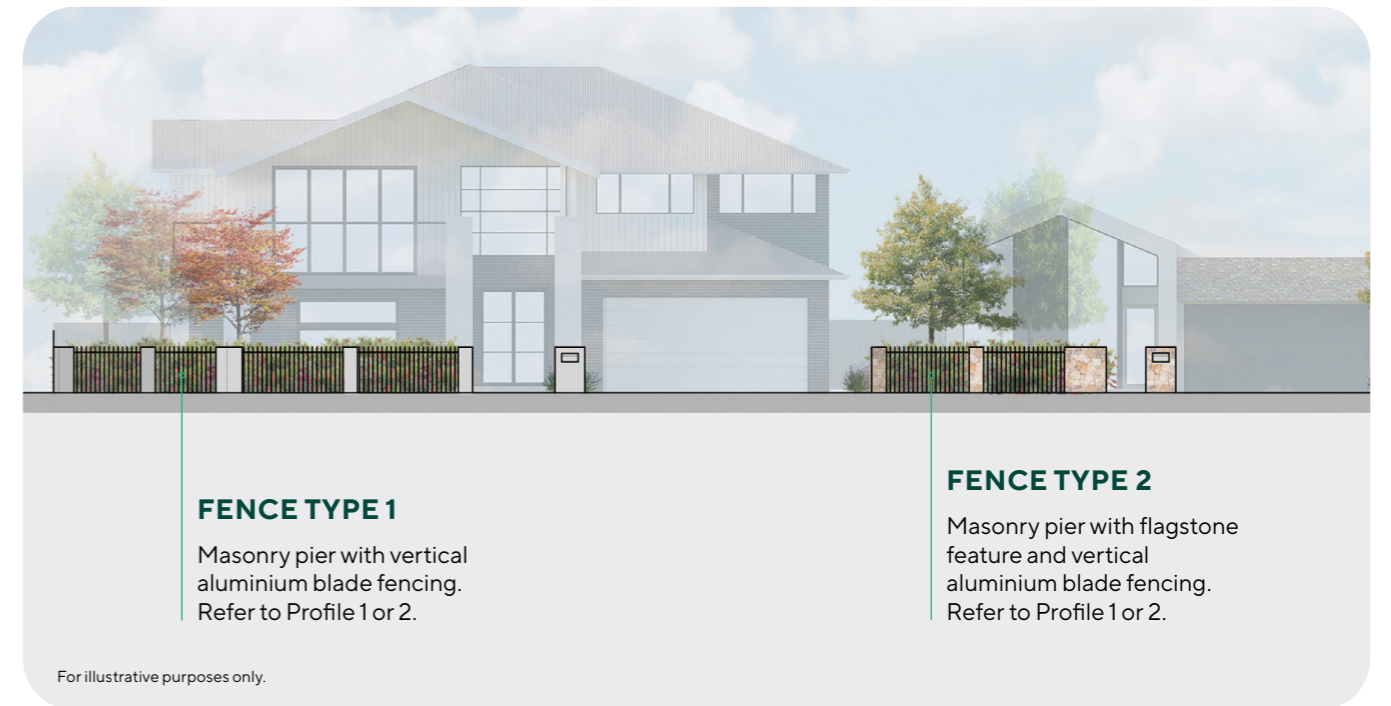 FENCE TYPE 1
Masonry pier with vertical
aluminium blade fencing.
Refer to Profile 1 or 2.
FENCE TYPE 2
Masonry pier with flagstone
feature and vertical
aluminium blade fencing.
Refer to Profile 1 or 2.
For illustrative purposes only.